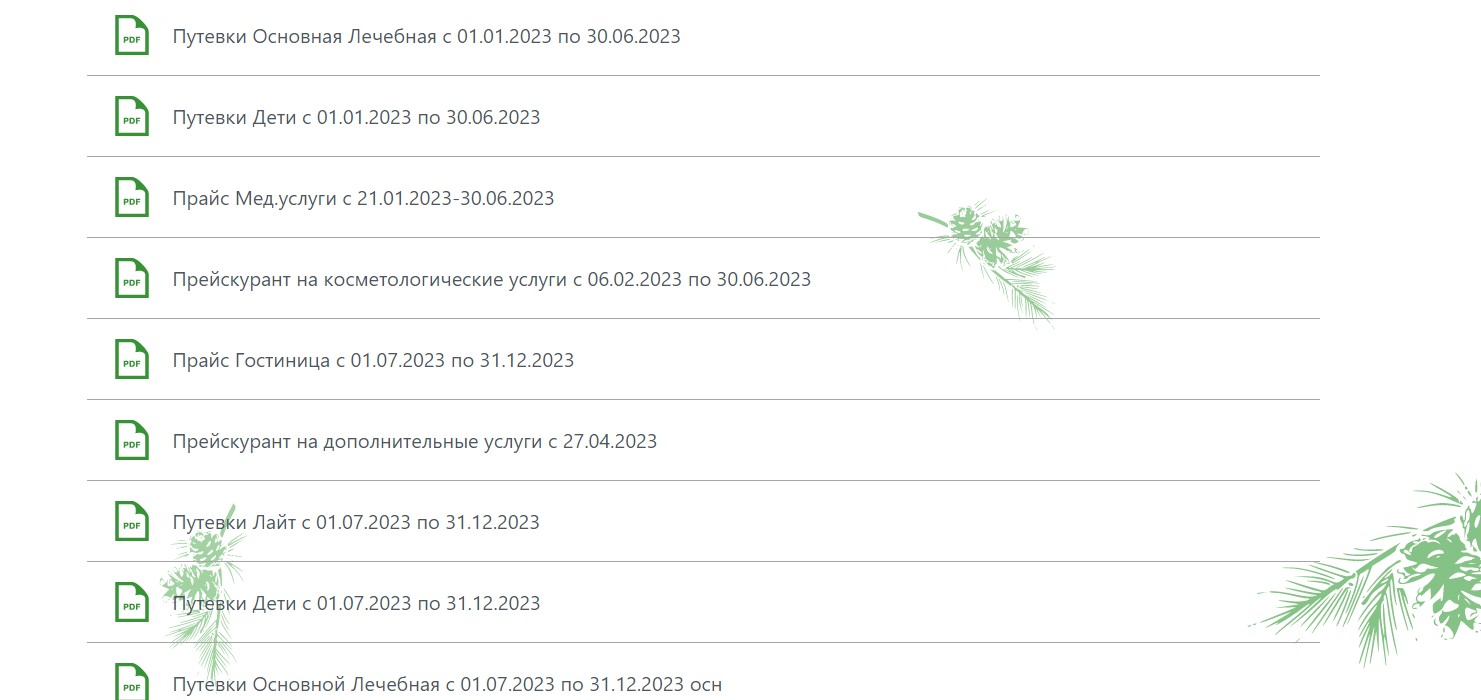 PDF Путевки Основная Лечебная с 01.01.2023 по 30.06.2023
PDF Путевки Дети с 01.01.2023 по 30.06.2023
PDF Прайс Мед.услуги с 21.01.2023-30.06.2023
PDF Прейскурант на косметологические услуги с 06.02.2023 по 30.06.2023
PDF Прайс Гостиница с 01.07.2023 по 31.12.2023
PDF Прейскурант на дополнительные услуги с 27.04.2023
PDF Путевки Лайт с 01.07.2023 по 31.12.2023
PDF Путевки Дети с 01.07.2023 по 31.12.2023
PDF Путевки Основной Лечебная с 01.07.2023 по 31.12.2023 осн